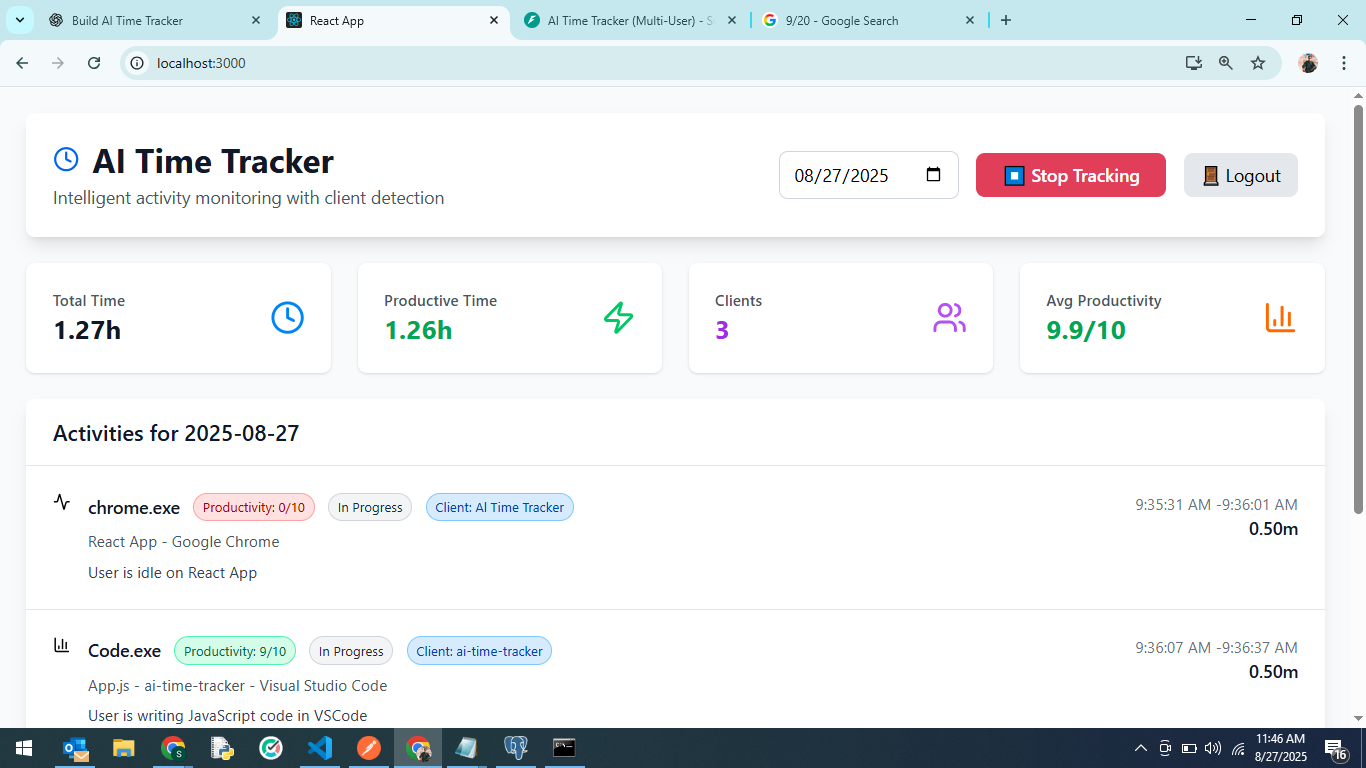 Build AI Time Tracker
React App
AI Time Tracker (Multi-User) - S
9/20 - Google Search
localhost:3000
AI Time Tracker
Intelligent activity monitoring with client detection
08/27/2025
Stop Tracking
Logout
Total Time
1.27h
Productive Time
1.26h
Clients
3
Avg Productivity
9.9/10
Activities for 2025-08-27
chrome.exe
Productivity: 0/10
In Progress
Client: AI Time Tracker
9:35:31 AM -9:36:01 AM
0.50m
React App - Google Chrome
User is idle on React App
Code.exe
Productivity: 9/10
In Progress
Client: ai-time-tracker
9:36:07 AM -9:36:37 AM
0.50m
App.js - ai-time-tracker - Visual Studio Code
User is writing JavaScript code in VSCode
11:46 AM
8/27/2025
16